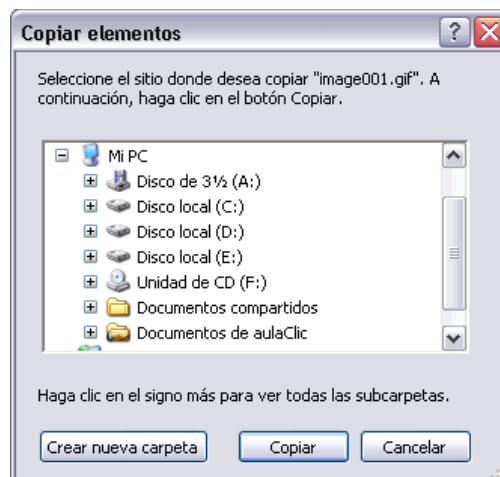 Copiar elementos
Seleccione el sitio donde desea copiar "image001.gif". A
continuación, haga clic en el botón Copiar.
Mi PC
Disco de 3½ (A:)
Disco local (C:)
Disco local (D:)
Disco local (E:)
Unidad de CD (F:)
Documentos compartidos
Documentos de aulaClic
Haga clic en el signo más para ver todas las subcarpetas.
Crear nueva carpeta Copiar Cancelar